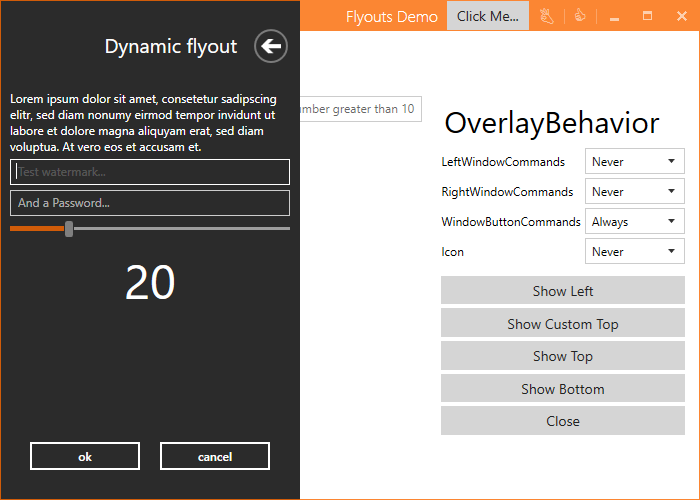 Flyouts Demo
Click Me...
Dynamic flyout
Lorem ipsum dolor sit amet, consetetur sadipscing
elitr, sed diam nonumy eirmod tempor invidunt ut
labore et dolore magna aliquyam erat, sed diam
voluptua. At vero eos et accusam et.
Test watermark...
And a Password...
20
ok
cancel
greater than 10
OverlayBehavior
LeftWindowCommands Never
RightWindowCommands Never
WindowButtonCommands Always
Icon Never
Show Left
Show Custom Top
Show Top
Show Bottom
Close